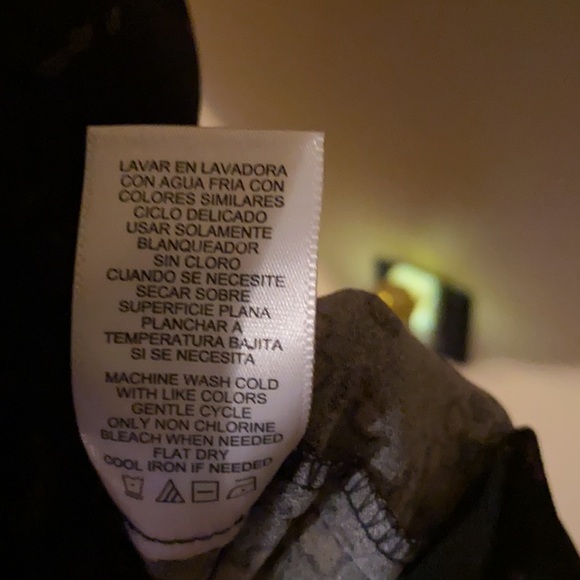 LAVAR EN LAVADORA
CON AGUA FRIA CON
COLORES SIMILARES
CICLO DELICADO
USAR SOLAMENTE
BLANQUEADOR
SIN CLORO
CUANDO SE NECESITE
SECAR SOBRE
SUPERFICIE PLANA
PLANCHAR A
TEMPERATURA BAJITA
SI SE NECESITA
MACHINE WASH COLD
WITH LIKE COLORS
GENTLE CYCLE
ONLY NON CHLORINE
BLEACH WHEN NEEDED
FLAT DRY
COOL IRON IF NEEDED